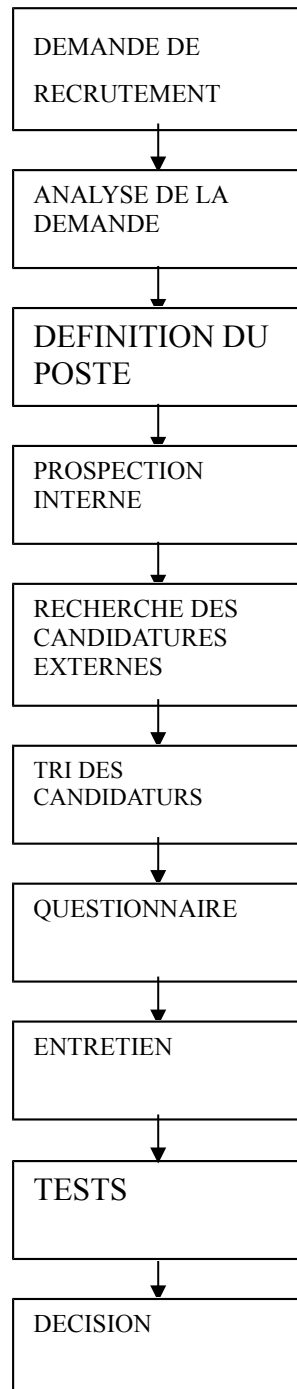 DEMANDE DE
RECRUTEMENT
ANALYSE DE LA
DEMANDE
DEFINITION DU
POSTE
PROSPECTION
INTERNE
RECHERCHE DES
CANDIDATURES
EXTERNES
TRI DES
CANDIDATURS
QUESTIONNAIRE
ENTRETIEN
TESTS
DECISION